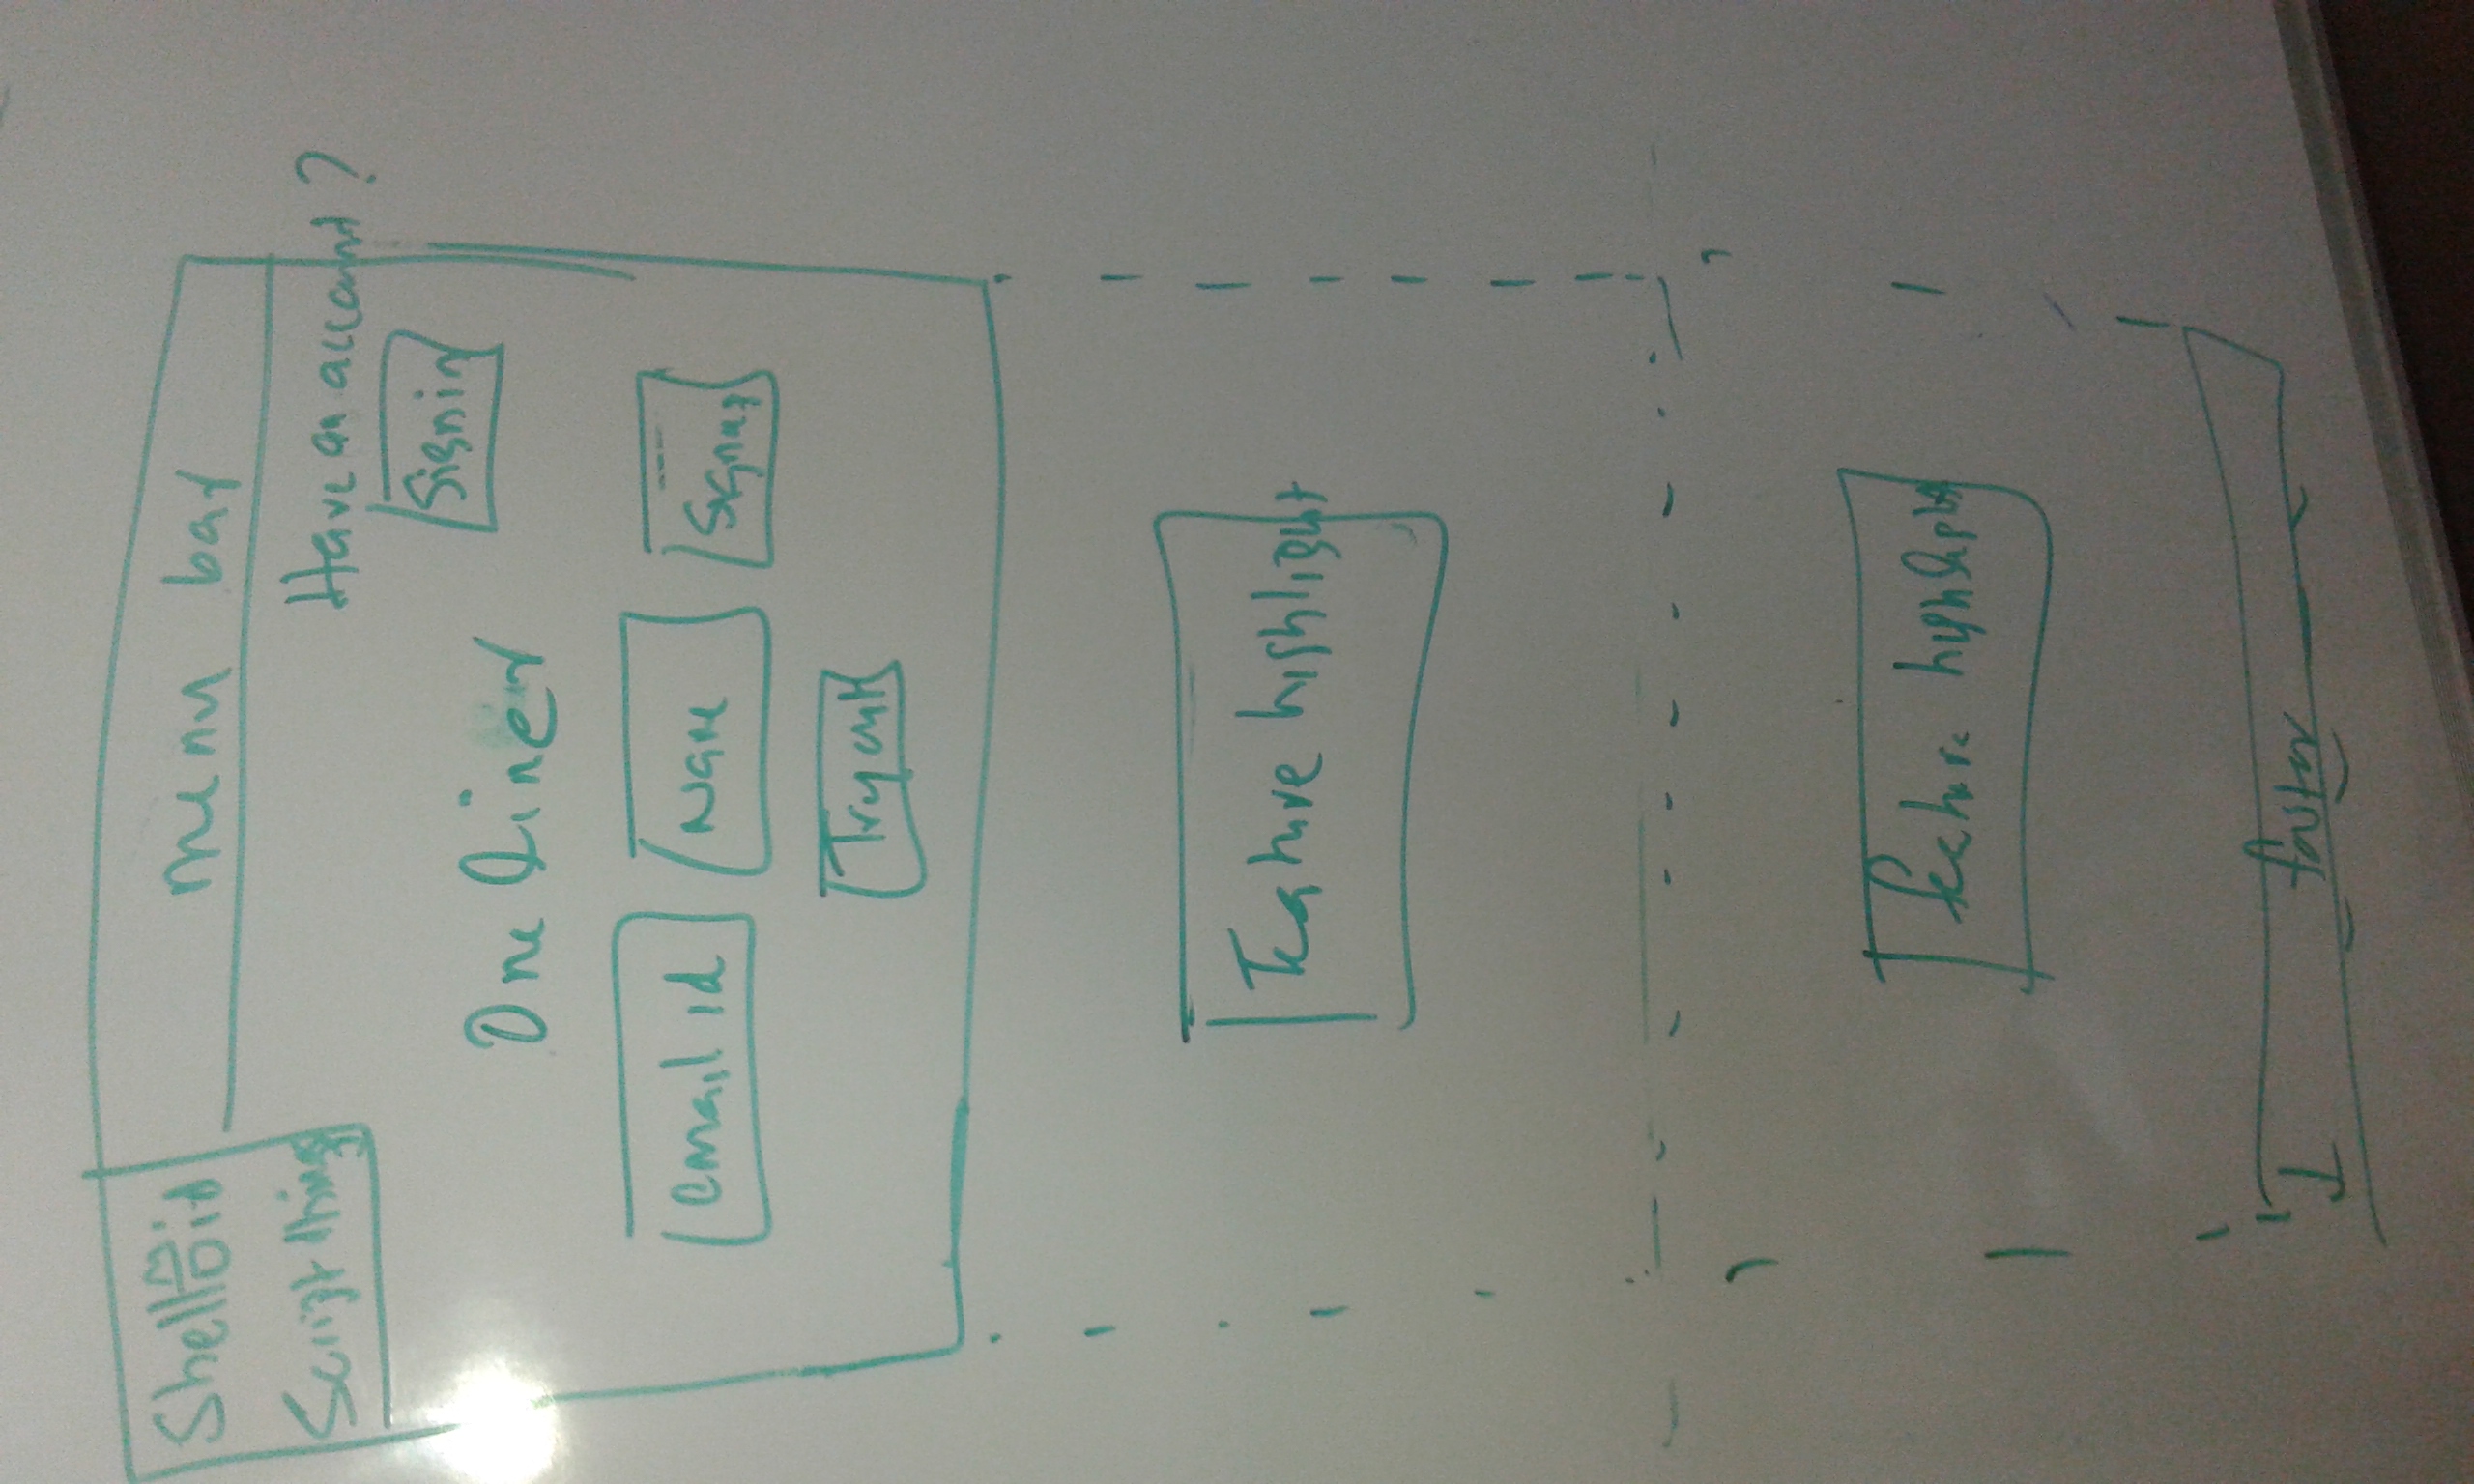 Shelloid
menu bar
Script things
Have an account?
Signin
One liner
email id
Name
Signup
Try out
Feature highlight
feature highlight
footer